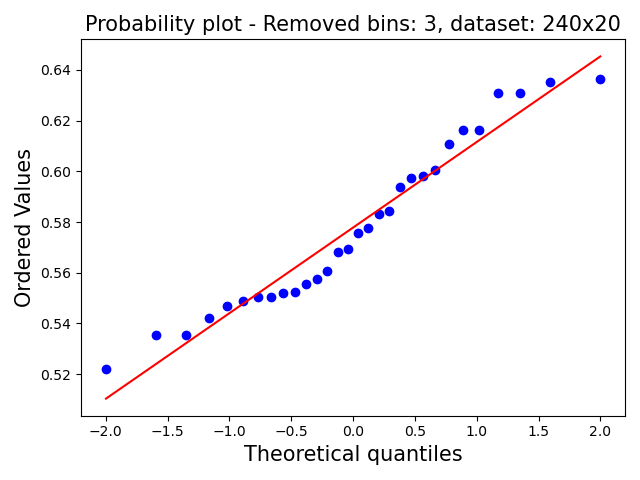 Probability plot - Removed bins: 3, dataset: 240x20
Ordered Values
0.64
0.62
0.60
0.58
0.56
0.54
0.52
−2.0 −1.5 −1.0 −0.5 0.0 0.5 1.0 1.5 2.0
Theoretical quantiles